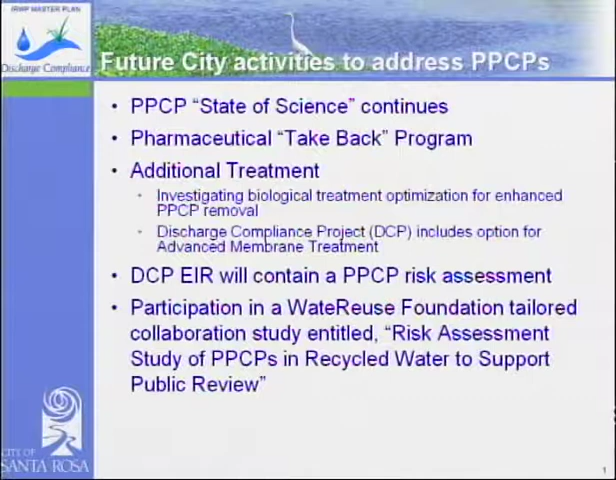 IRWP MASTER PLAN
Discharge Compliance
Future City activities to address PPCPs
• PPCP “State of Science” continues
• Pharmaceutical “Take Back” Program
• Additional Treatment
• Investigating biological treatment optimization for enhanced
PPCP removal
• Discharge Compliance Project (DCP) includes option for
Advanced Membrane Treatment
• DCP EIR will contain a PPCP risk assessment
• Participation in a WateReuse Foundation tailored
collaboration study entitled, “Risk Assessment
Study of PPCPs in Recycled Water to Support
Public Review”
CITY OF
SANTA ROSA
1